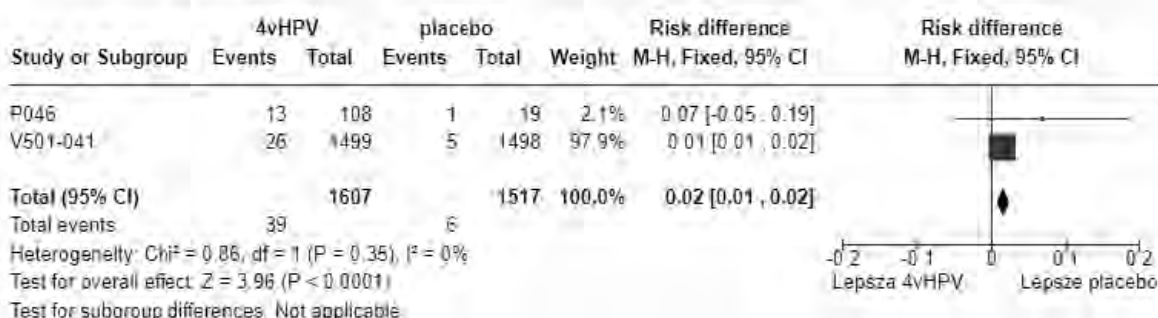 4vHPV placebo Risk difference Risk difference
Study or Subgroup Events Total Events Total Weight M-H, Fixed, 95% CI M-H, Fixed, 95% CI
P046 13 108 1 19 2.1% 0.07 [-0.05 , 0.19]
V501-041 26 1499 5 1498 97.9% 0.01 [0.01 , 0.02]
Total (95% CI) 1607 1517 100.0% 0.02 [0.01 , 0.02]
Total events 39 6
Heterogeneity: Chi² = 0.86, df = 1 (P = 0.35), I² = 0%
Test for overall effect: Z = 3.96 (P < 0.0001)
Test for subgroup differences: Not applicable
-0.2 -0.1 0 0.1 0.2
Lepsza 4vHPV Lepsze placebo